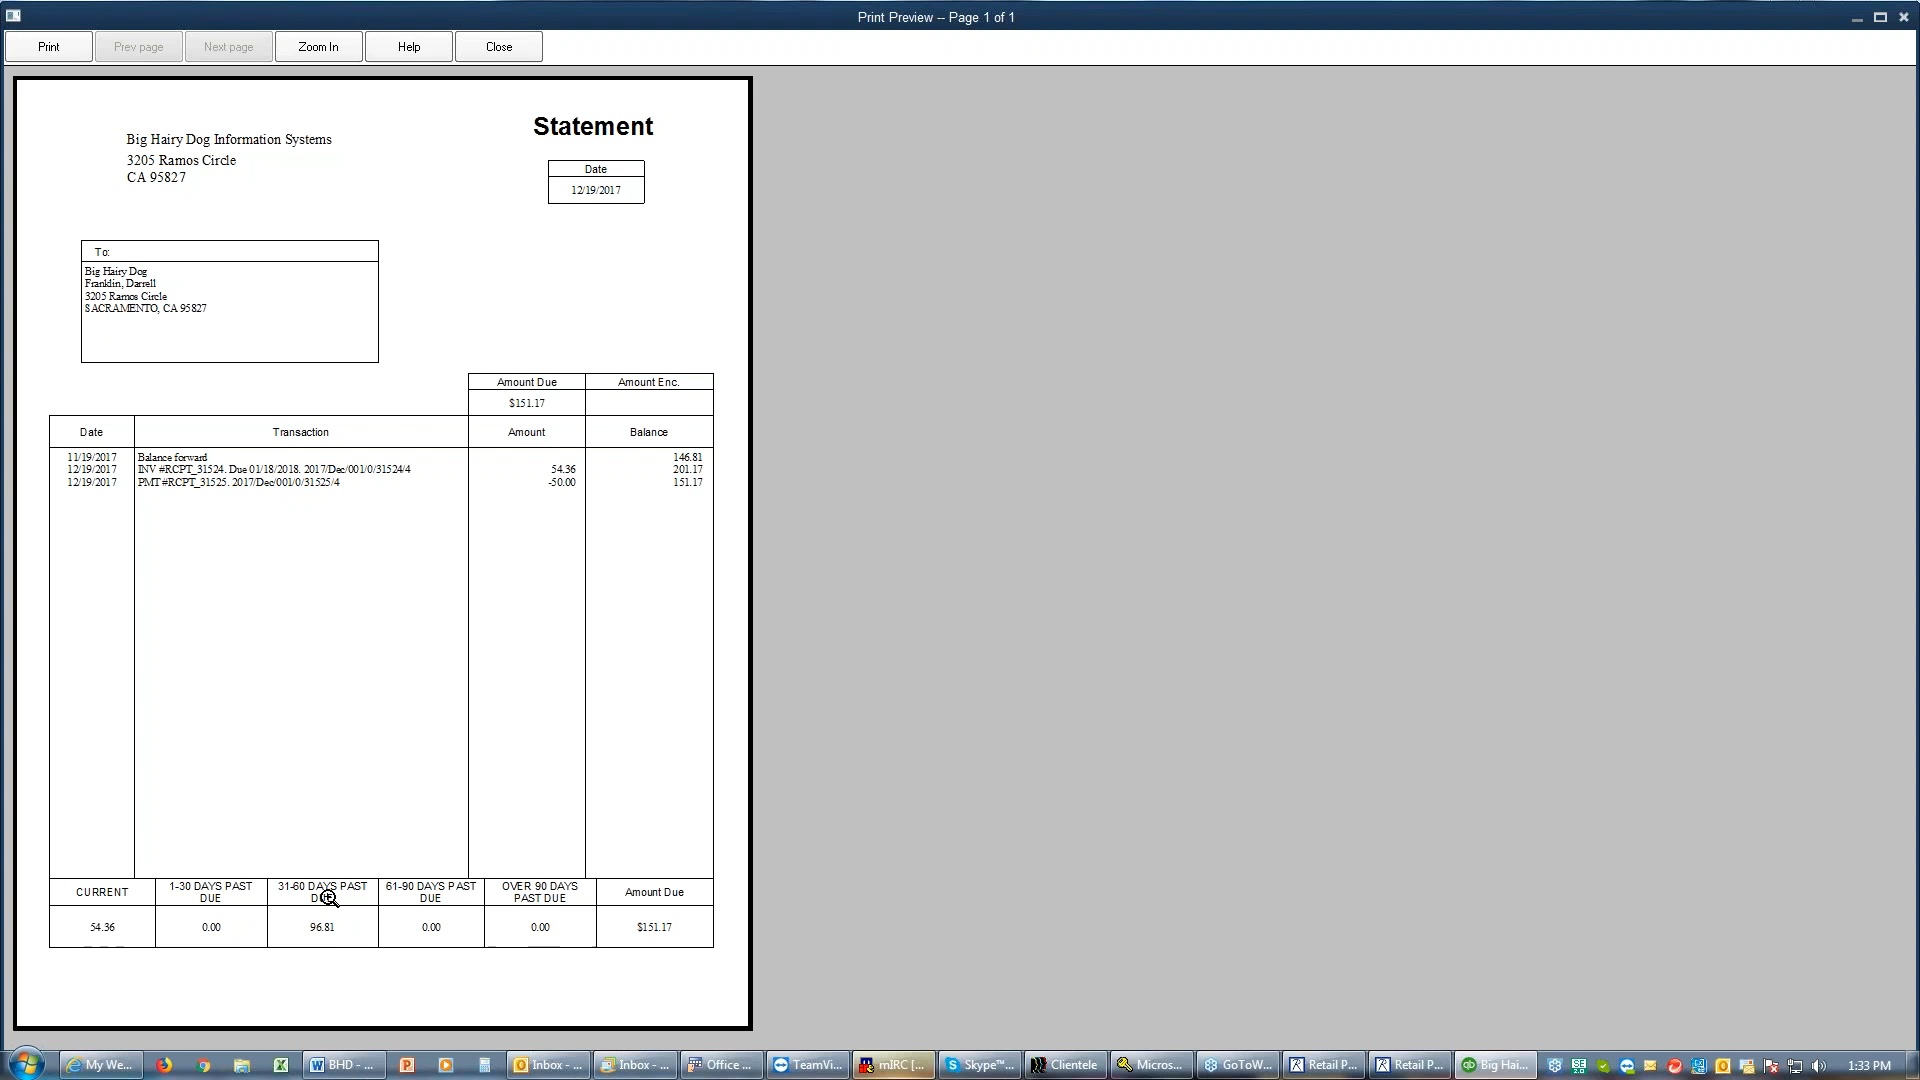 Print Preview -- Page 1 of 1
Print Prev page Next page Zoom In Help Close
Statement
Big Hairy Dog Information Systems
3205 Ramos Circle
CA 95827
Date
12/19/2017
To:
Big Hairy Dog
Franklin, Darrell
3205 Ramos Circle
SACRAMENTO, CA 95827
Amount Due Amount Enc.
$151.17
Date Transaction Amount Balance
11/19/2017 Balance forward 146.81
12/19/2017 INV #RCPT_31524. Due 01/18/2018. 2017/Dec/001/0/31524/4 54.36 201.17
12/19/2017 PMT #RCPT_31525. 2017/Dec/001/0/31525/4 -50.00 151.17
CURRENT 1-30 DAYS PAST DUE 31-60 DAYS PAST DUE 61-90 DAYS PAST DUE OVER 90 DAYS PAST DUE Amount Due
54.36 0.00 96.81 0.00 0.00 $151.17
My We... BHD - ... Inbox - ... Inbox - ... Office ... TeamVi... mIRC [... Skype™... Clientele Micros... GoToW... Retail P... Retail P... Big Hai... 1:33 PM